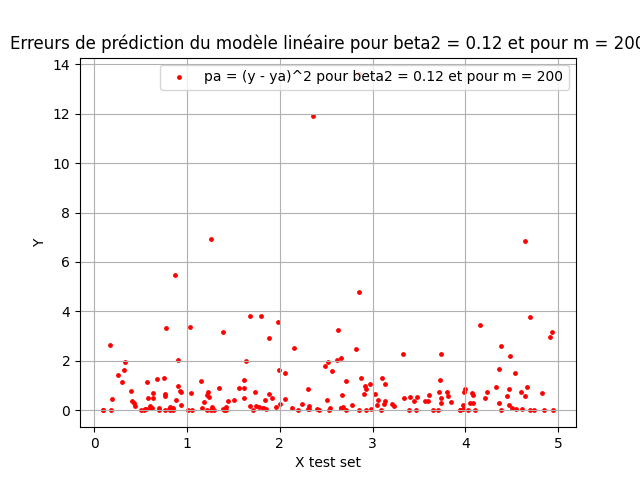 Erreurs de prédiction du modèle linéaire pour beta2 = 0.12 et pour m = 200
pa = (y - ya)^2 pour beta2 = 0.12 et pour m = 200
14
12
10
8
6
4
2
0
Y
0 1 2 3 4 5
X test set